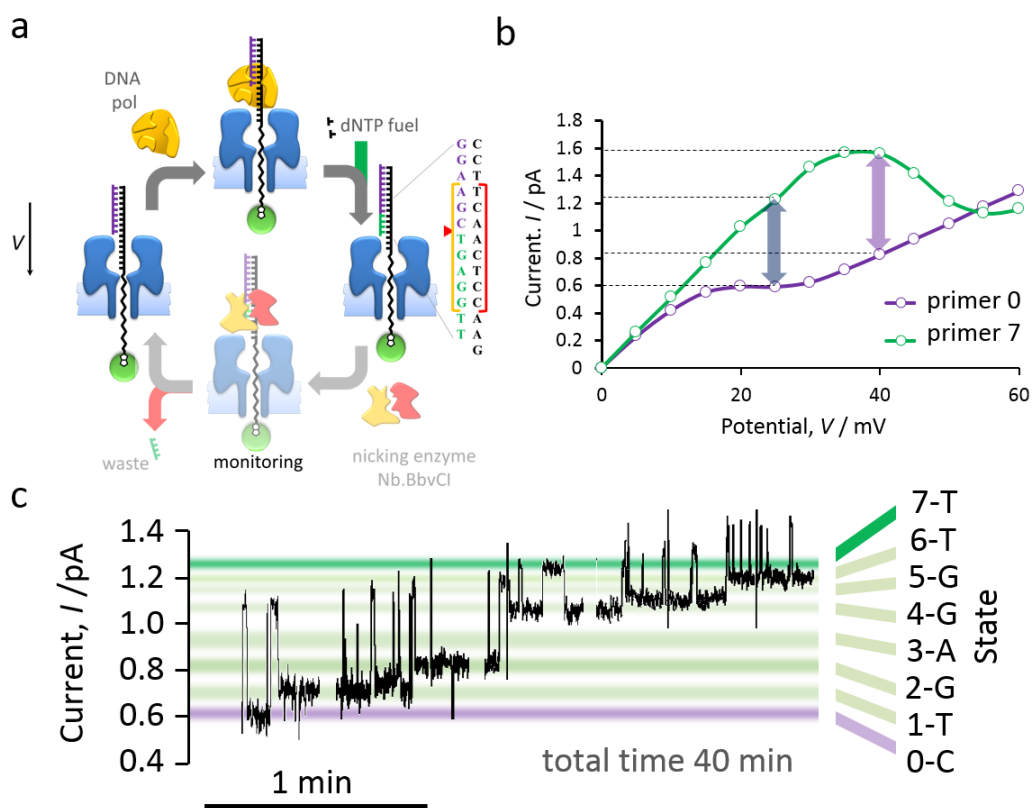 a
DNA
pol
dNTP fuel
V
G C
G C
A T
A T
G C
C A
T A
G C
A T
G C
G C
T A
T G
waste
monitoring
nicking enzyme
Nb.BbvCI
b
Current. I / pA
1.8
1.6
1.4
1.2
1
0.8
0.6
0.4
0.2
0
0 20 40 60
Potential, V / mV
primer 0
primer 7
c
Current, I /pA
1.4
1.2
1.0
0.8
0.6
0.4
1 min
total time 40 min
7-T
6-T
5-G
4-G
3-A
2-G
1-T
0-C
State